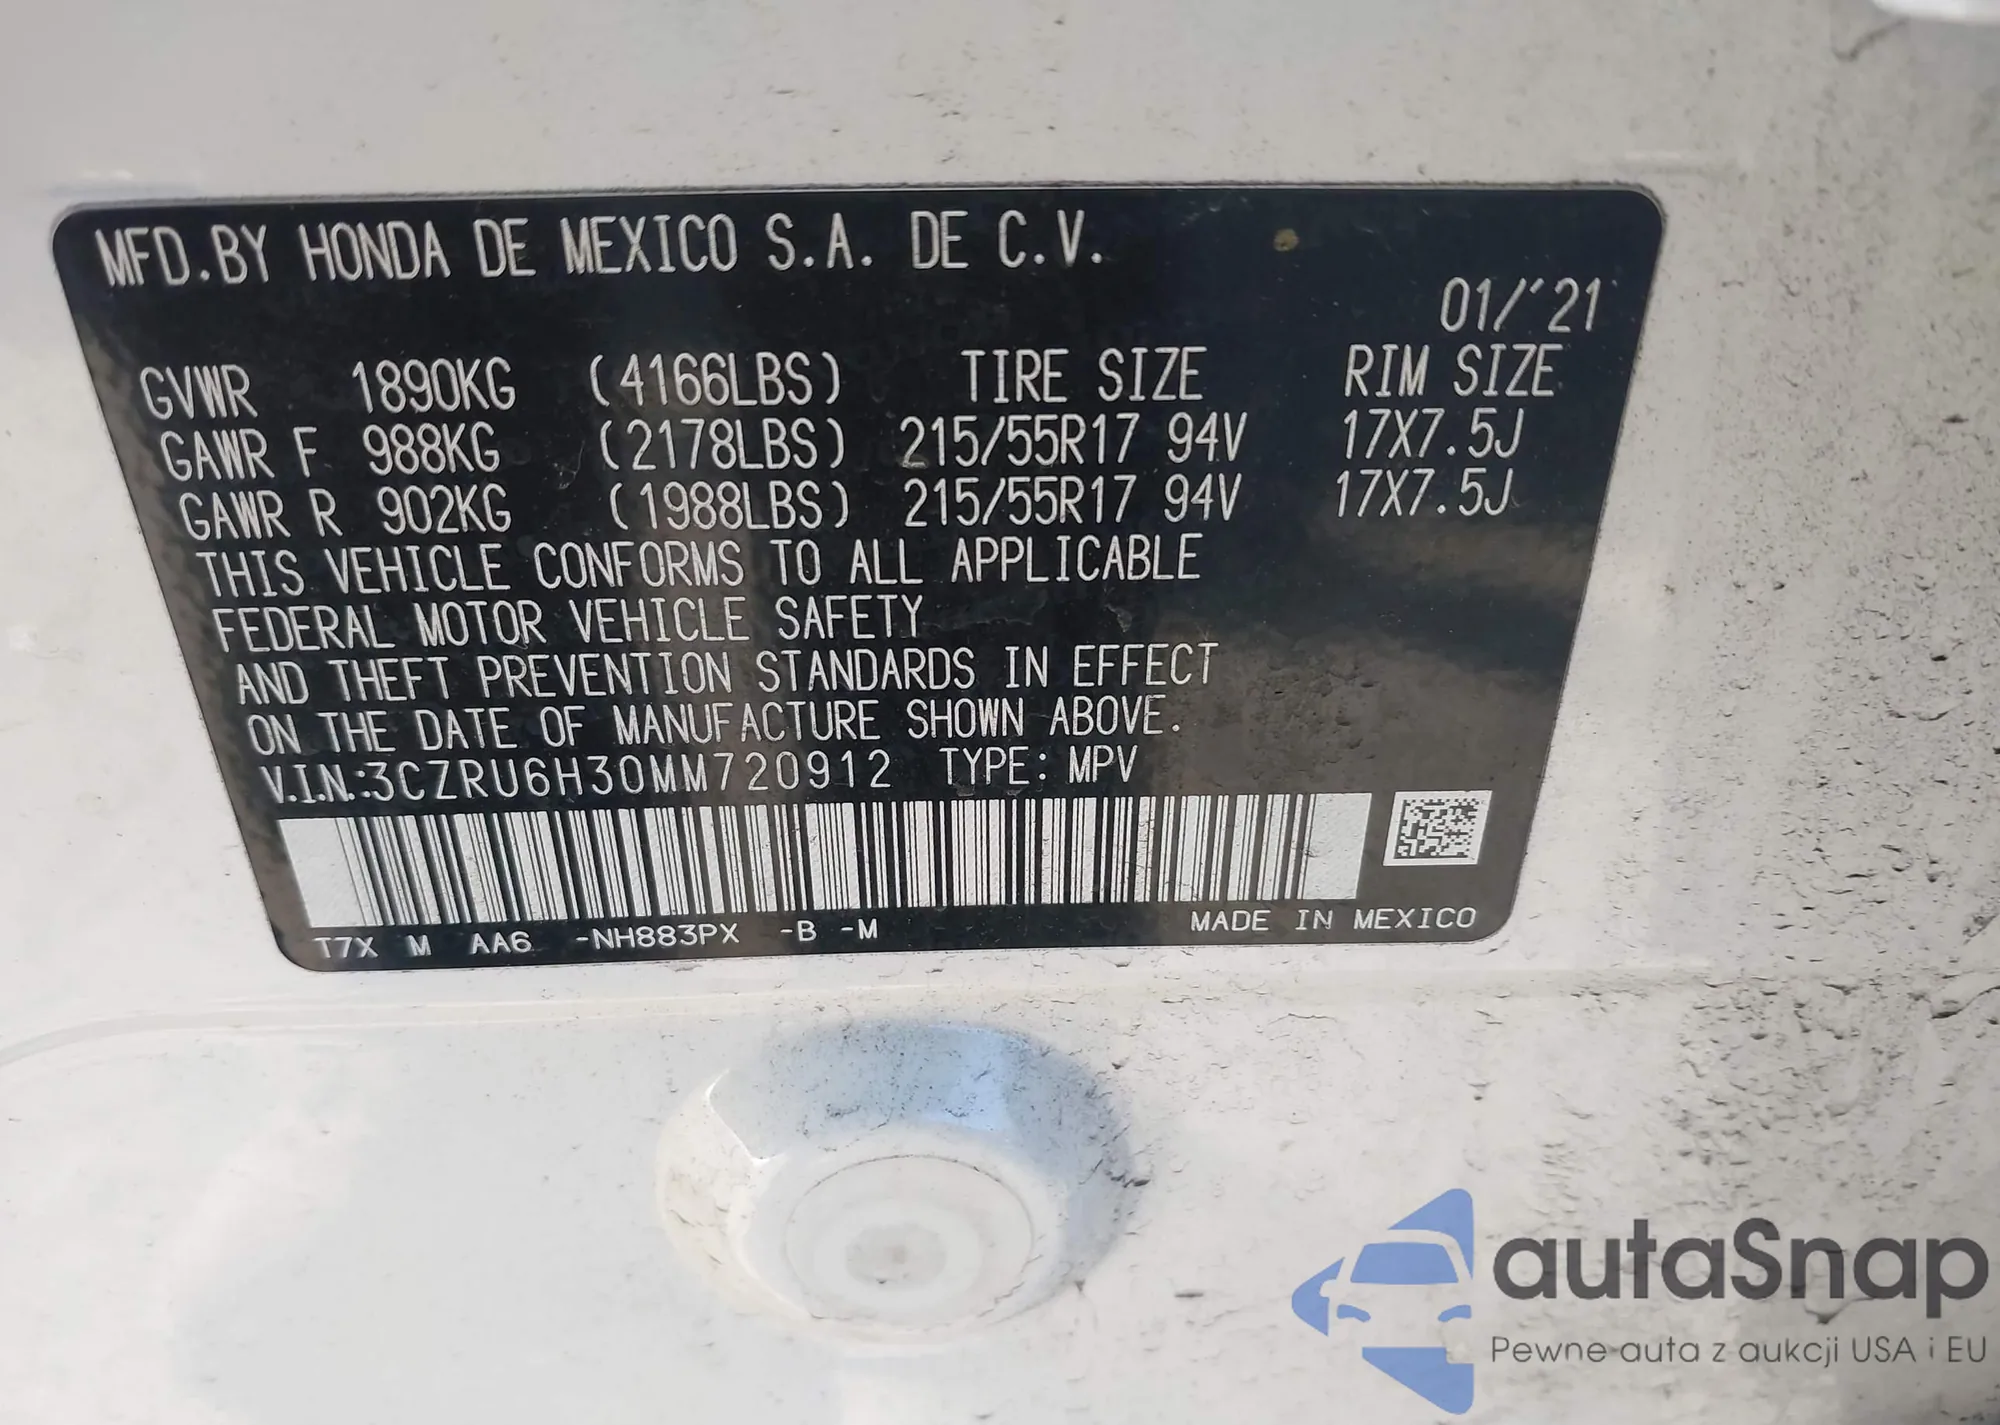 MFD.BY HONDA DE MEXICO S.A. DE C.V.
01/'21
GVWR 1890KG (4166LBS) TIRE SIZE RIM SIZE
GAWR F 988KG (2178LBS) 215/55R17 94V 17X7.5J
GAWR R 902KG (1988LBS) 215/55R17 94V 17X7.5J
THIS VEHICLE CONFORMS TO ALL APPLICABLE
FEDERAL MOTOR VEHICLE SAFETY
AND THEFT PREVENTION STANDARDS IN EFFECT
ON THE DATE OF MANUFACTURE SHOWN ABOVE.
V.I.N.:3CZRU6H30MM720912 TYPE: MPV
T7X M AA6 -NH883PX -B -M MADE IN MEXICO
autaSnap
Pewne auta z aukcji USA i EU